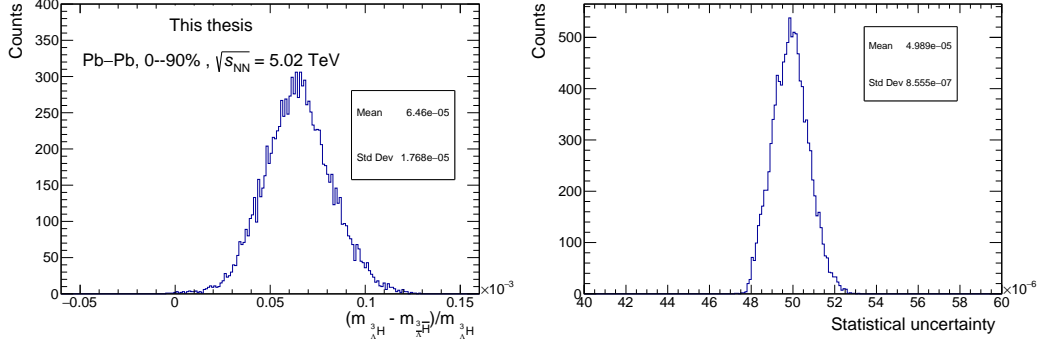 Counts
400
350
300
250
200
150
100
50
0
This thesis
Pb−Pb, 0--90% , √sNN = 5.02 TeV
Mean 6.46e−05
Std Dev 1.768e−05
−0.05 0 0.05 0.1 0.15
×10−3
(m 3ΛH - m 3Λ̅H̅)/m 3ΛH
Counts
500
400
300
200
100
0
Mean 4.989e−05
Std Dev 8.555e−07
40 42 44 46 48 50 52 54 56 58 60
×10−6
Statistical uncertainty